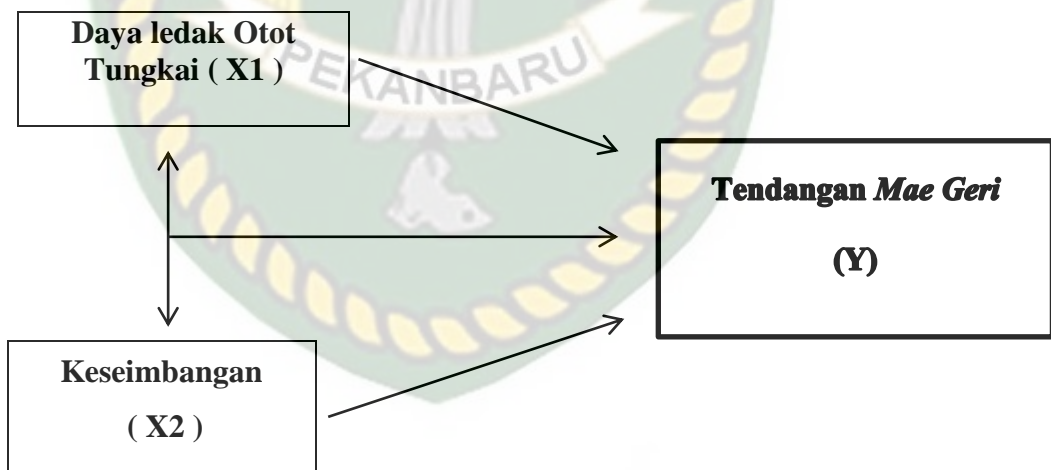 Daya ledak Otot
Tungkai ( X1 )
PEKANBARU
Tendangan Mae Geri
(Y)
Keseimbangan
( X2 )